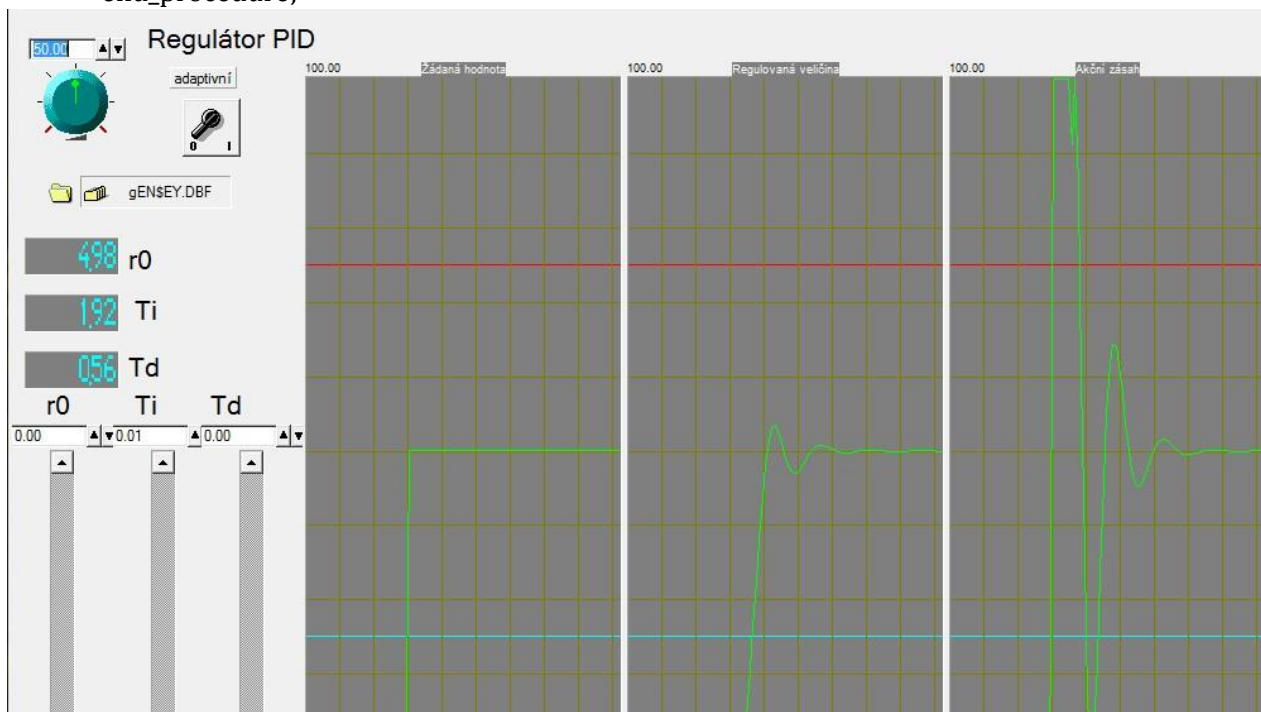 end_procedure;
50.00
Regulátor PID
adaptivní
0 I
gEN$EY.DBF
4,98 r0
1,92 Ti
0,56 Td
r0 Ti Td
0.00 0.01 0.00
100.00 Žádaná hodnota
100.00 Regulovaná veličina
100.00 Akční zásah